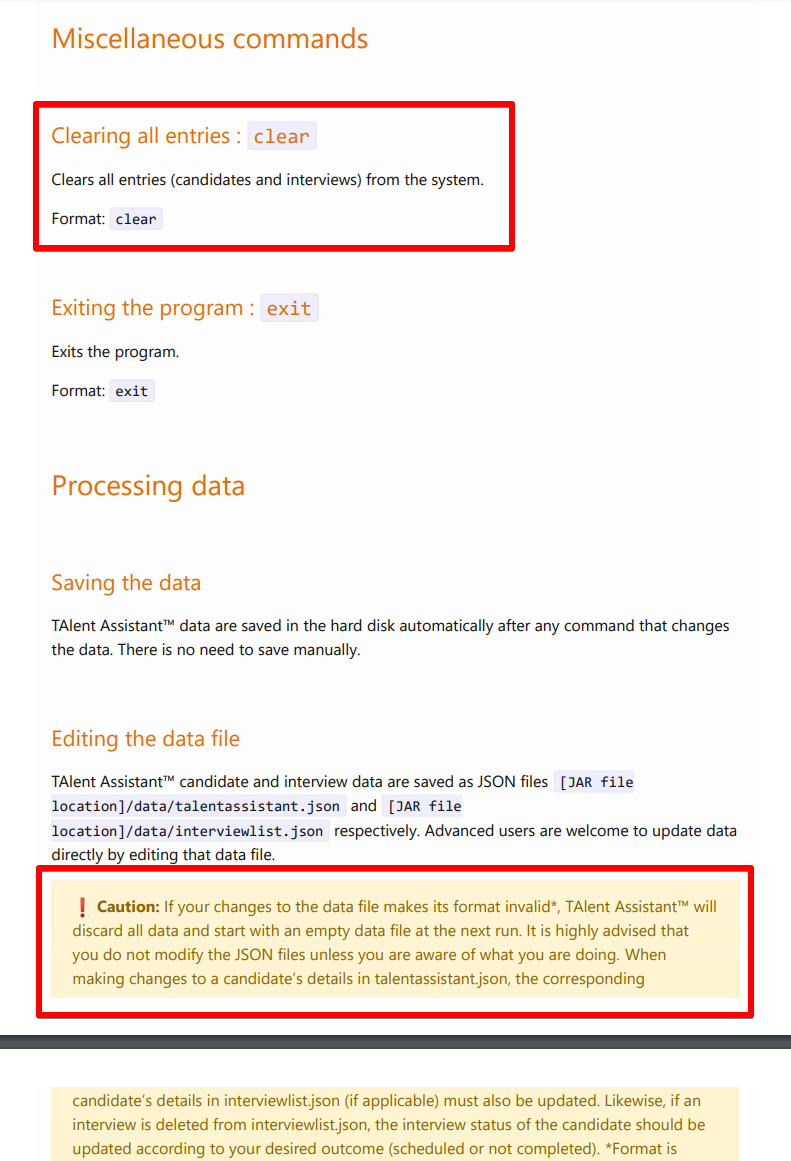 Miscellaneous commands
Clearing all entries : clear
Clears all entries (candidates and interviews) from the system.
Format: clear
Exiting the program : exit
Exits the program.
Format: exit
Processing data
Saving the data
TAlent Assistant™ data are saved in the hard disk automatically after any command that changes
the data. There is no need to save manually.
Editing the data file
TAlent Assistant™ candidate and interview data are saved as JSON files [JAR file
location]/data/talentassistant.json and [JAR file
location]/data/interviewlist.json respectively. Advanced users are welcome to update data
directly by editing that data file.
❗ Caution: If your changes to the data file makes its format invalid*, TAlent Assistant™ will
discard all data and start with an empty data file at the next run. It is highly advised that
you do not modify the JSON files unless you are aware of what you are doing. When
making changes to a candidate's details in talentassistant.json, the corresponding
candidate's details in interviewlist.json (if applicable) must also be updated. Likewise, if an
interview is deleted from interviewlist.json, the interview status of the candidate should be
updated according to your desired outcome (scheduled or not completed). *Format is